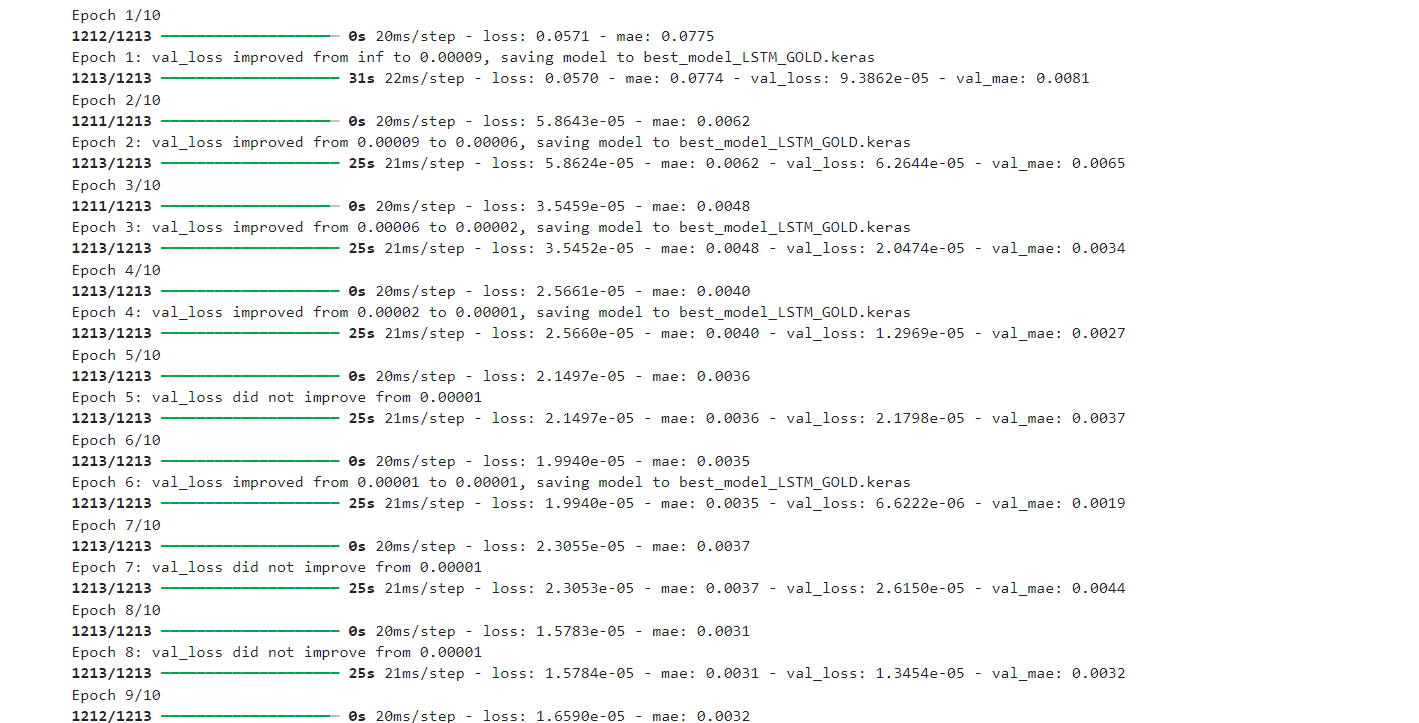 Epoch 1/10
1212/1213 ━━━━━━━━━━━━━━━━━━━━ 0s 20ms/step - loss: 0.0571 - mae: 0.0775
Epoch 1: val_loss improved from inf to 0.00009, saving model to best_model_LSTM_GOLD.keras
1213/1213 ━━━━━━━━━━━━━━━━━━━━ 31s 22ms/step - loss: 0.0570 - mae: 0.0774 - val_loss: 9.3862e-05 - val_mae: 0.0081
Epoch 2/10
1211/1213 ━━━━━━━━━━━━━━━━━━━━ 0s 20ms/step - loss: 5.8643e-05 - mae: 0.0062
Epoch 2: val_loss improved from 0.00009 to 0.00006, saving model to best_model_LSTM_GOLD.keras
1213/1213 ━━━━━━━━━━━━━━━━━━━━ 25s 21ms/step - loss: 5.8624e-05 - mae: 0.0062 - val_loss: 6.2644e-05 - val_mae: 0.0065
Epoch 3/10
1211/1213 ━━━━━━━━━━━━━━━━━━━━ 0s 20ms/step - loss: 3.5459e-05 - mae: 0.0048
Epoch 3: val_loss improved from 0.00006 to 0.00002, saving model to best_model_LSTM_GOLD.keras
1213/1213 ━━━━━━━━━━━━━━━━━━━━ 25s 21ms/step - loss: 3.5452e-05 - mae: 0.0048 - val_loss: 2.0474e-05 - val_mae: 0.0034
Epoch 4/10
1213/1213 ━━━━━━━━━━━━━━━━━━━━ 0s 20ms/step - loss: 2.5661e-05 - mae: 0.0040
Epoch 4: val_loss improved from 0.00002 to 0.00001, saving model to best_model_LSTM_GOLD.keras
1213/1213 ━━━━━━━━━━━━━━━━━━━━ 25s 21ms/step - loss: 2.5660e-05 - mae: 0.0040 - val_loss: 1.2969e-05 - val_mae: 0.0027
Epoch 5/10
1213/1213 ━━━━━━━━━━━━━━━━━━━━ 0s 20ms/step - loss: 2.1497e-05 - mae: 0.0036
Epoch 5: val_loss did not improve from 0.00001
1213/1213 ━━━━━━━━━━━━━━━━━━━━ 25s 21ms/step - loss: 2.1497e-05 - mae: 0.0036 - val_loss: 2.1798e-05 - val_mae: 0.0037
Epoch 6/10
1213/1213 ━━━━━━━━━━━━━━━━━━━━ 0s 20ms/step - loss: 1.9940e-05 - mae: 0.0035
Epoch 6: val_loss improved from 0.00001 to 0.00001, saving model to best_model_LSTM_GOLD.keras
1213/1213 ━━━━━━━━━━━━━━━━━━━━ 25s 21ms/step - loss: 1.9940e-05 - mae: 0.0035 - val_loss: 6.6222e-06 - val_mae: 0.0019
Epoch 7/10
1213/1213 ━━━━━━━━━━━━━━━━━━━━ 0s 20ms/step - loss: 2.3055e-05 - mae: 0.0037
Epoch 7: val_loss did not improve from 0.00001
1213/1213 ━━━━━━━━━━━━━━━━━━━━ 25s 21ms/step - loss: 2.3053e-05 - mae: 0.0037 - val_loss: 2.6150e-05 - val_mae: 0.0044
Epoch 8/10
1213/1213 ━━━━━━━━━━━━━━━━━━━━ 0s 20ms/step - loss: 1.5783e-05 - mae: 0.0031
Epoch 8: val_loss did not improve from 0.00001
1213/1213 ━━━━━━━━━━━━━━━━━━━━ 25s 21ms/step - loss: 1.5784e-05 - mae: 0.0031 - val_loss: 1.3454e-05 - val_mae: 0.0032
Epoch 9/10
1212/1213 ━━━━━━━━━━━━━━━━━━━━ 0s 20ms/step - loss: 1.6590e-05 - mae: 0.0032